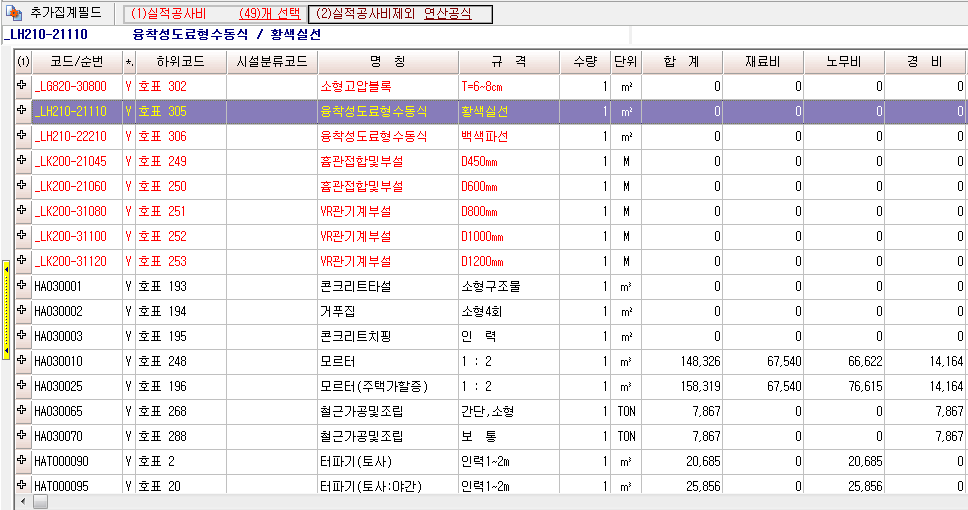 추가집계필드 (1)실적공사비 (49)개 선택 (2)실적공사비제외 연산공식
_LH210-21110 융착성도료형수동식 / 황색실선
(1) 코드/순번 *. 하위코드 시설분류코드 명 칭 규 격 수량 단위 합 계 재료비 노무비 경 비
_LG820-30800 Y 호표 302 소형고압블록 T=6~8cm 1 m² 0 0 0 0
_LH210-21110 Y 호표 305 융착성도료형수동식 황색실선 1 m² 0 0 0 0
_LH210-22210 Y 호표 306 융착성도료형수동식 백색파선 1 m² 0 0 0 0
_LK200-21045 Y 호표 249 흄관접합및부설 D450mm 1 M 0 0 0 0
_LK200-21060 Y 호표 250 흄관접합및부설 D600mm 1 M 0 0 0 0
_LK200-31080 Y 호표 251 VR관기계부설 D800mm 1 M 0 0 0 0
_LK200-31100 Y 호표 252 VR관기계부설 D1000mm 1 M 0 0 0 0
_LK200-31120 Y 호표 253 VR관기계부설 D1200mm 1 M 0 0 0 0
HA030001 Y 호표 193 콘크리트타설 소형구조물 1 m³ 0 0 0 0
HA030002 Y 호표 194 거푸집 소형4회 1 m² 0 0 0 0
HA030003 Y 호표 195 콘크리트치핑 인 력 1 m² 0 0 0 0
HA030010 Y 호표 248 모르터 1 : 2 1 m³ 148,326 67,540 66,622 14,164
HA030025 Y 호표 196 모르터(주택가할증) 1 : 2 1 m³ 158,319 67,540 76,615 14,164
HA030065 Y 호표 268 철근가공및조립 간단,소형 1 TON 7,867 0 0 7,867
HA030070 Y 호표 288 철근가공및조립 보 통 1 TON 7,867 0 0 7,867
HAT000090 Y 호표 2 터파기(토사) 인력1~2m 1 m³ 20,685 0 20,685 0
HAT000095 Y 호표 20 터파기(토사:야간) 인력1~2m 1 m³ 25,856 0 25,856 0